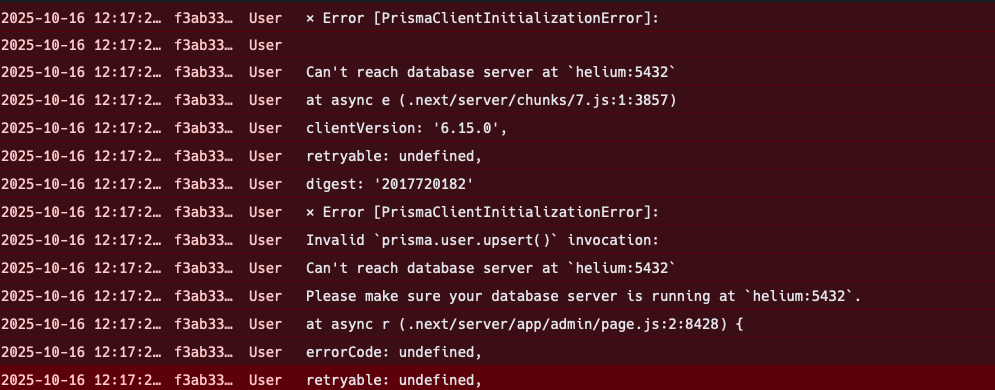 2025-10-16 12:17:2… f3ab33… User × Error [PrismaClientInitializationError]:
2025-10-16 12:17:2… f3ab33… User
2025-10-16 12:17:2… f3ab33… User Can't reach database server at `helium:5432`
2025-10-16 12:17:2… f3ab33… User at async e (.next/server/chunks/7.js:1:3857)
2025-10-16 12:17:2… f3ab33… User clientVersion: '6.15.0',
2025-10-16 12:17:2… f3ab33… User retryable: undefined,
2025-10-16 12:17:2… f3ab33… User digest: '2017720182'
2025-10-16 12:17:2… f3ab33… User × Error [PrismaClientInitializationError]:
2025-10-16 12:17:2… f3ab33… User Invalid `prisma.user.upsert()` invocation:
2025-10-16 12:17:2… f3ab33… User Can't reach database server at `helium:5432`
2025-10-16 12:17:2… f3ab33… User Please make sure your database server is running at `helium:5432`.
2025-10-16 12:17:2… f3ab33… User at async r (.next/server/app/admin/page.js:2:8428) {
2025-10-16 12:17:2… f3ab33… User errorCode: undefined,
2025-10-16 12:17:2… f3ab33… User retryable: undefined,